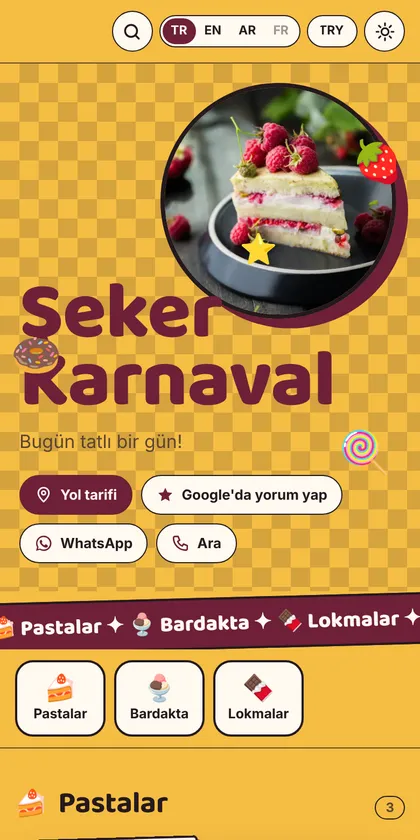 TR EN AR FR TRY
Seker
Karnaval
Bugün tatlı bir gün!
Yol tarifi
Google'da yorum yap
WhatsApp
Ara
Pastalar ✦ Bardakta ✦ Lokmalar ✦
Pastalar
Bardakta
Lokmalar
Pastalar
3